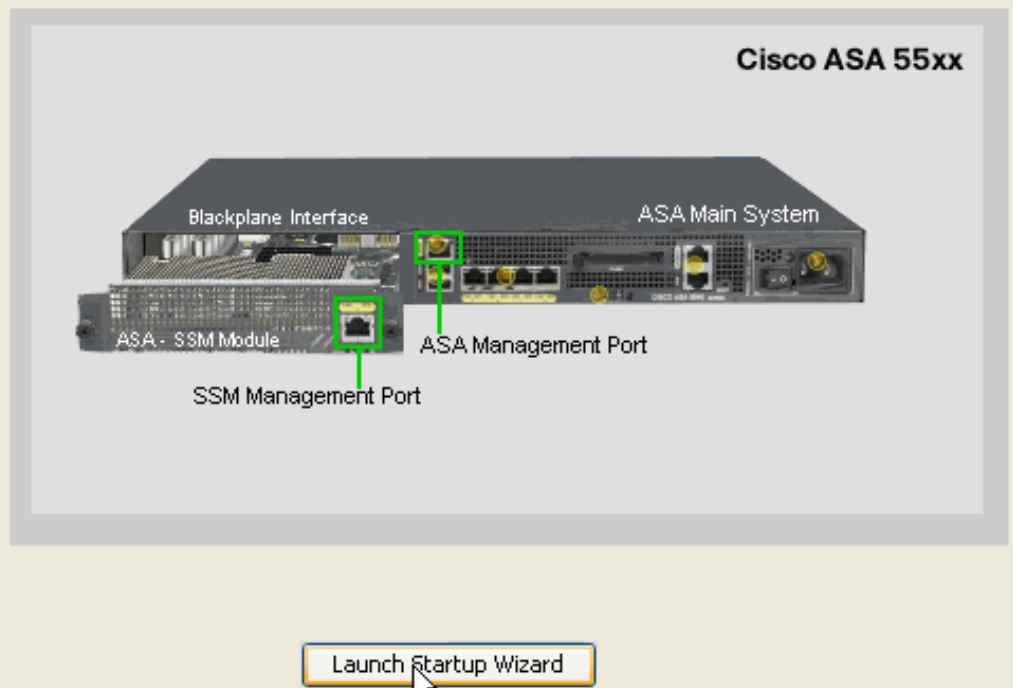 Cisco ASA 55xx
Blackplane Interface
ASA Main System
ASA - SSM Module
ASA Management Port
SSM Management Port
Launch Startup Wizard